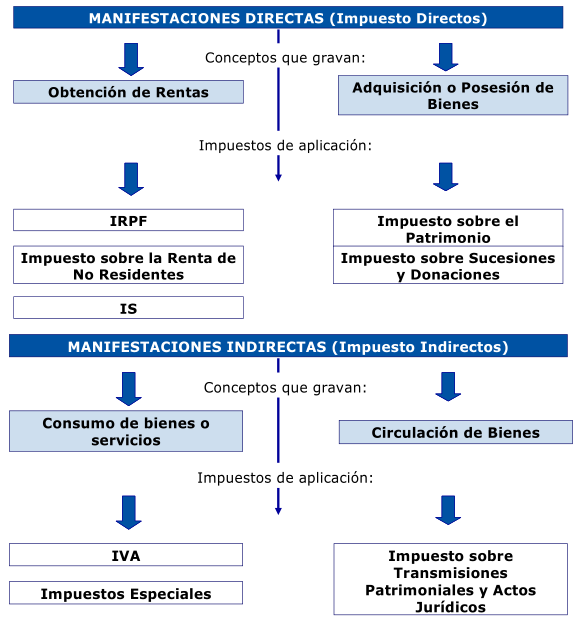 MANIFESTACIONES DIRECTAS (Impuesto Directos)
Conceptos que gravan:
Obtención de Rentas
Adquisición o Posesión de
Bienes
Impuestos de aplicación:
IRPF
Impuesto sobre la Renta de
No Residentes
IS
Impuesto sobre el
Patrimonio
Impuesto sobre Sucesiones
y Donaciones
MANIFESTACIONES INDIRECTAS (Impuesto Indirectos)
Conceptos que gravan:
Consumo de bienes o
servicios
Circulación de Bienes
Impuestos de aplicación:
IVA
Impuestos Especiales
Impuesto sobre
Transmisiones
Patrimoniales y Actos
Jurídicos